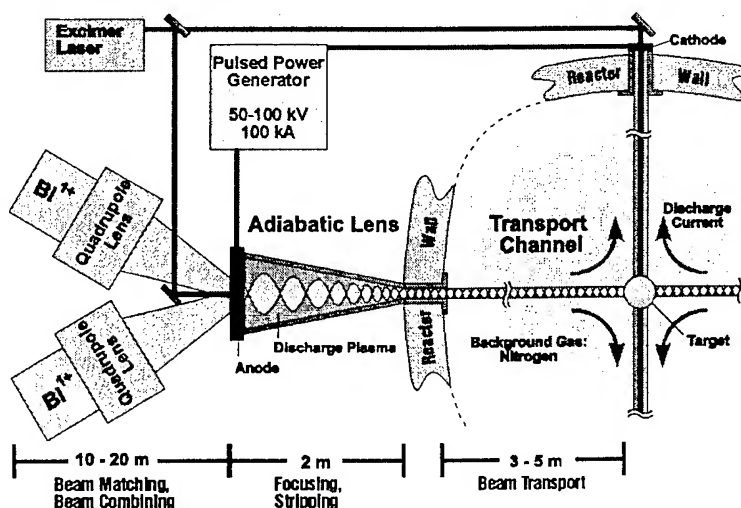 Excimer
Laser
Pulsed Power
Generator
50-100 kV
100 kA
Cathode
Reactor
Wall
Bi 1+
Quadrupole
Lens
Adiabatic Lens
Wall
Reactor
Transport
Channel
Discharge
Current
Bi 1+
Quadrupole
Lens
Anode
Discharge Plasma
Background Gas:
Nitrogen
Target
10 - 20 m
Beam Matching,
Beam Combining
2 m
Focusing,
Stripping
3 - 5 m
Beam Transport